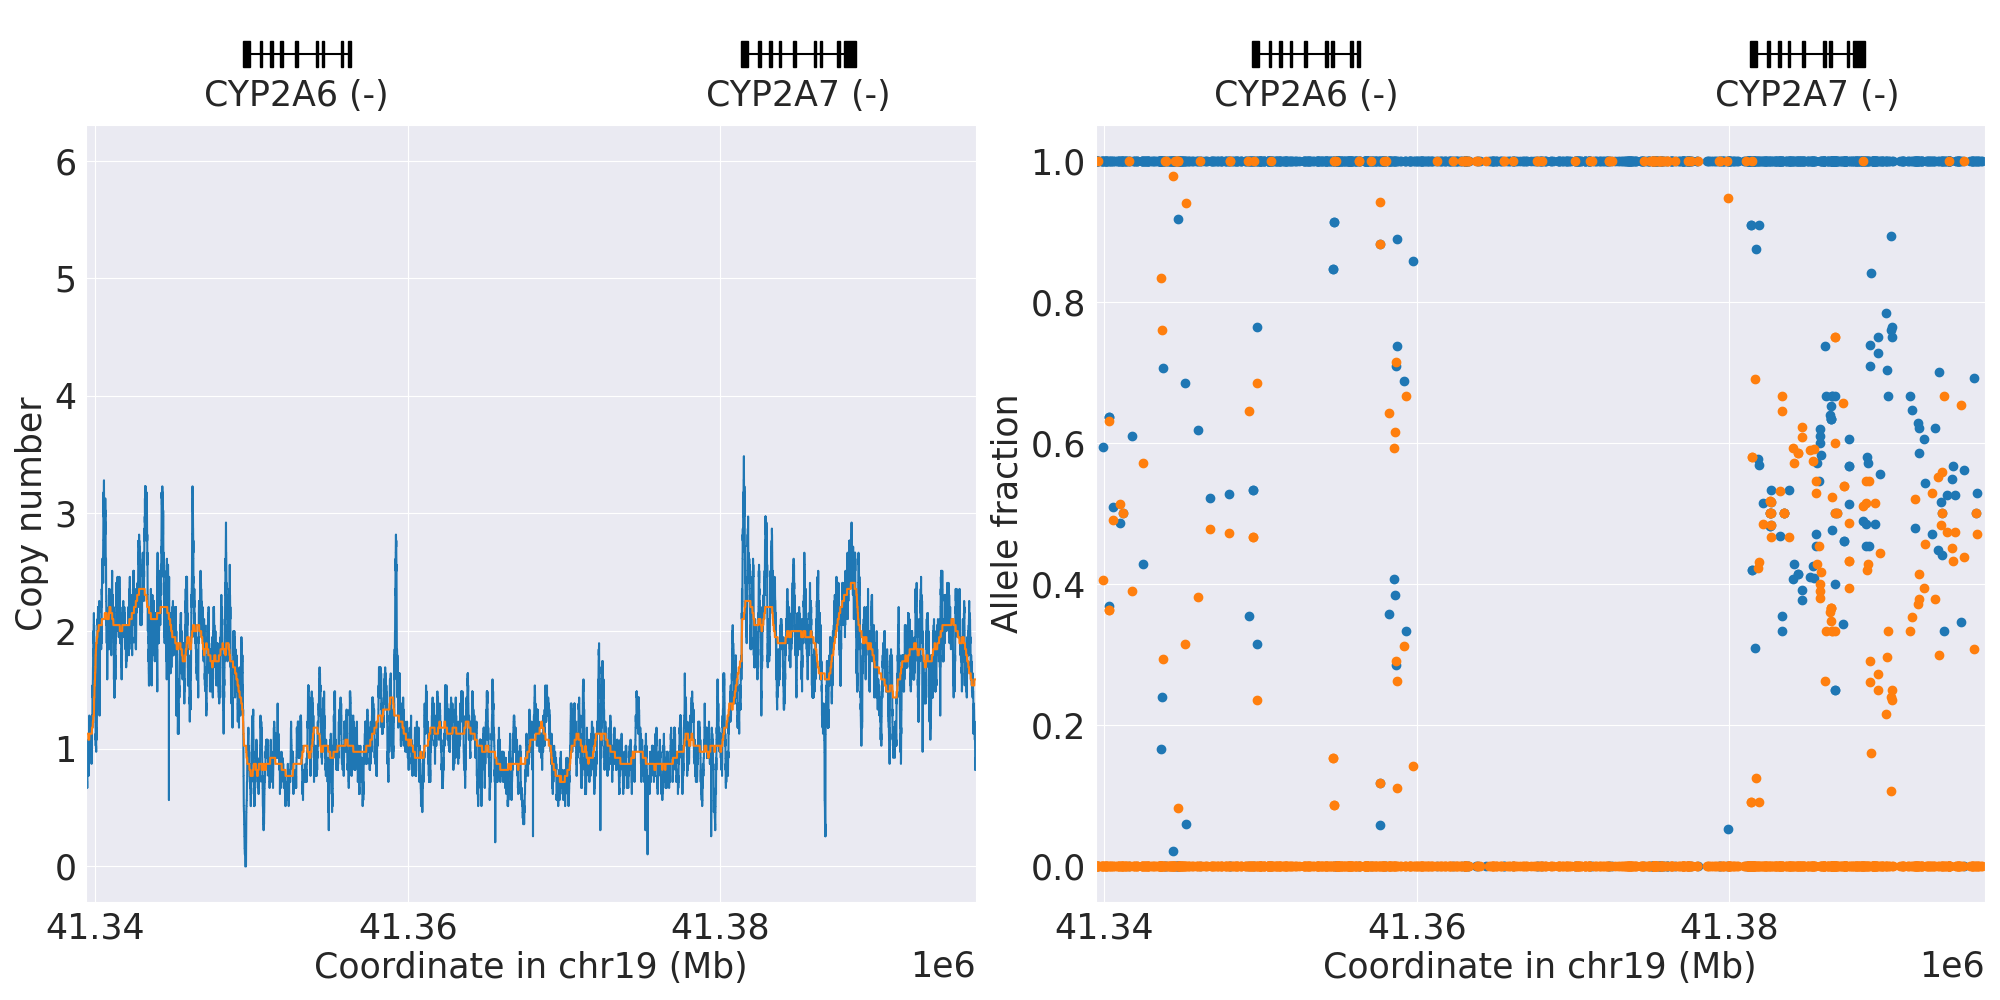 CYP2A6 (-)
CYP2A7 (-)
CYP2A6 (-)
CYP2A7 (-)
6
5
4
3
2
1
0
Copy number
41.34
41.36
41.38
Coordinate in chr19 (Mb)
1e6
1.0
0.8
0.6
0.4
0.2
0.0
Allele fraction
41.34
41.36
41.38
Coordinate in chr19 (Mb)
1e6